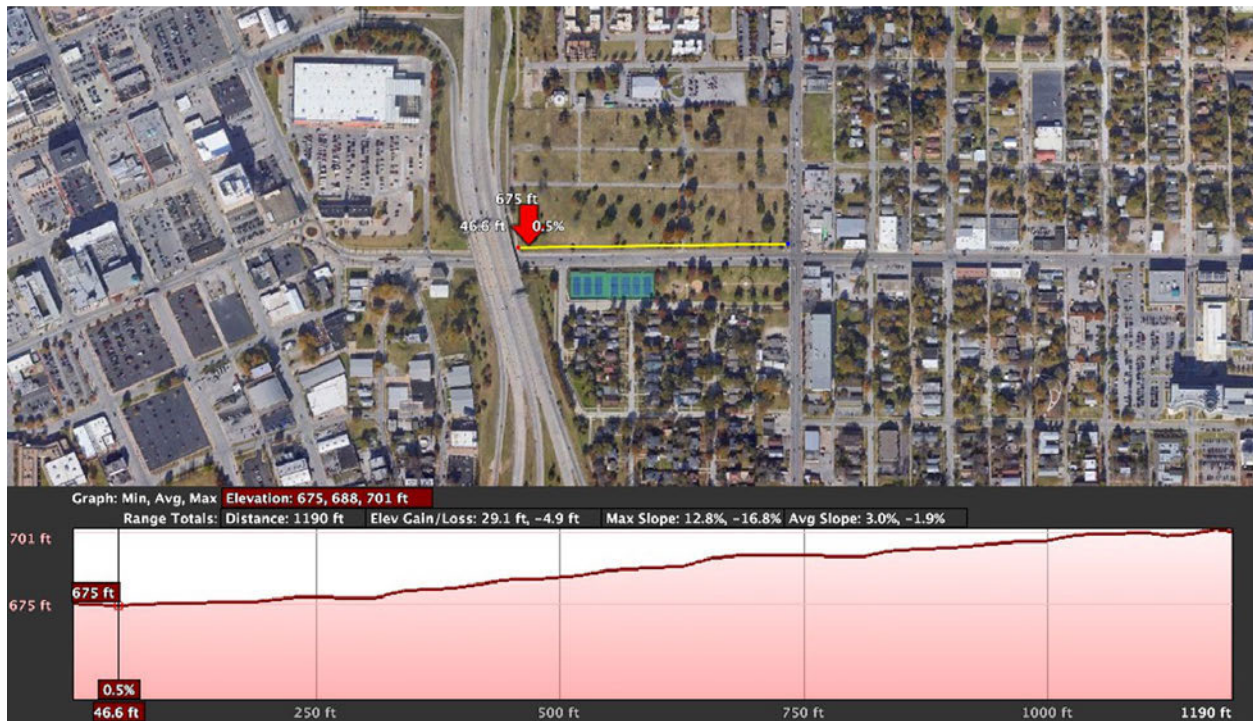 675 ft
46.6 ft 0.5%
Graph: Min, Avg, Max Elevation: 675, 688, 701 ft
Range Totals: Distance: 1190 ft Elev Gain/Loss: 29.1 ft, -4.9 ft Max Slope: 12.8%, -16.8% Avg Slope: 3.0%, -1.9%
701 ft
675 ft
675 ft
0.5%
46.6 ft 250 ft 500 ft 750 ft 1000 ft 1190 ft